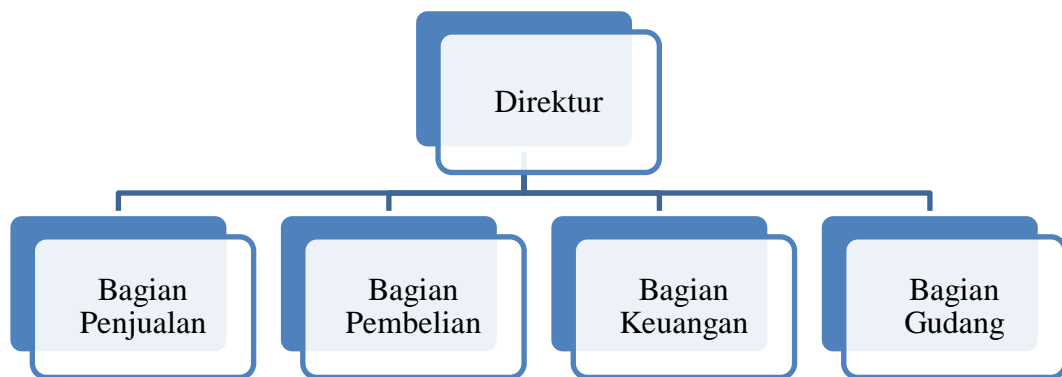 Direktur
Bagian
Penjualan
Bagian
Pembelian
Bagian
Keuangan
Bagian
Gudang